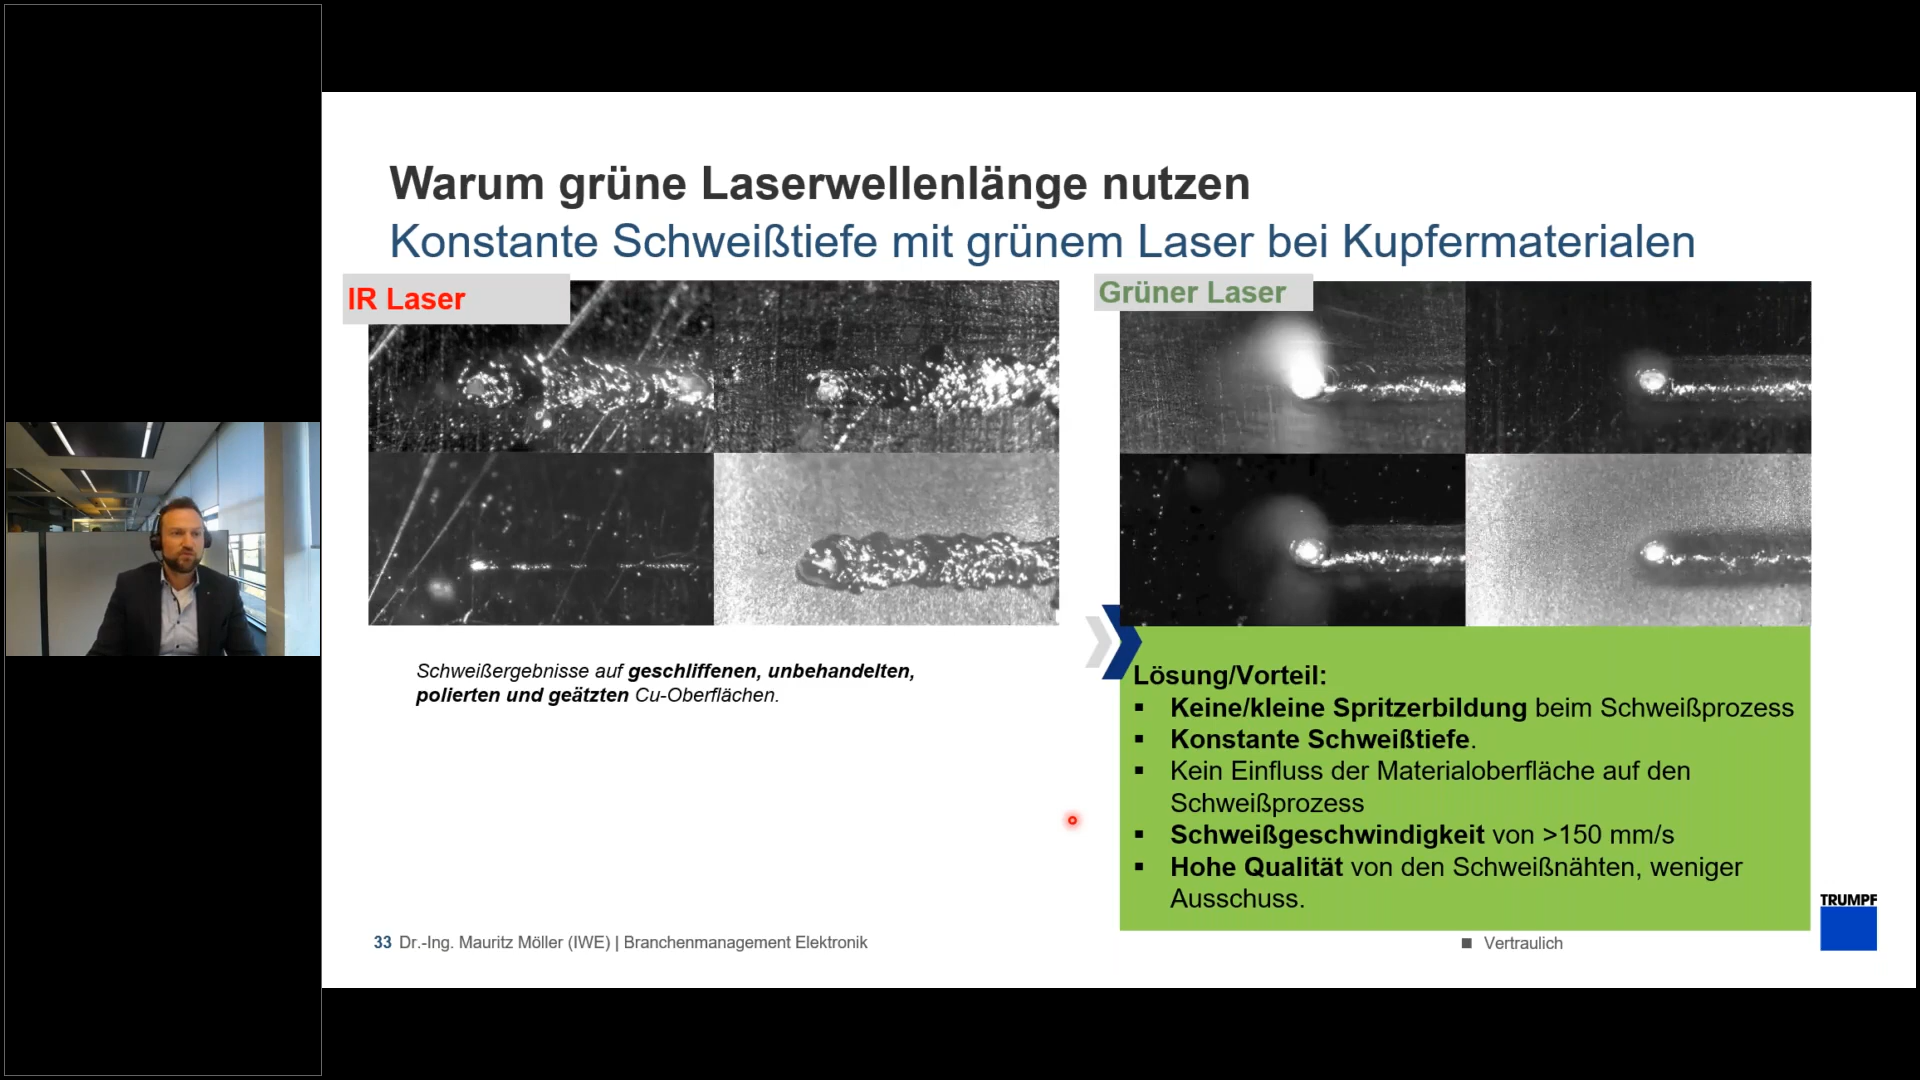 Warum grüne Laserwellenlänge nutzen
Konstante Schweißtiefe mit grünem Laser bei Kupfermaterialen
IR Laser
Grüner Laser
Schweißergebnisse auf geschliffenen, unbehandelten,
polierten und geätzten Cu-Oberflächen.
Lösung/Vorteil:
▪ Keine/kleine Spritzerbildung beim Schweißprozess
▪ Konstante Schweißtiefe.
▪ Kein Einfluss der Materialoberfläche auf den
Schweißprozess
▪ Schweißgeschwindigkeit von >150 mm/s
▪ Hohe Qualität von den Schweißnähten, weniger
Ausschuss.
TRUMPF
33 Dr.-Ing. Mauritz Möller (IWE) | Branchenmanagement Elektronik
■ Vertraulich